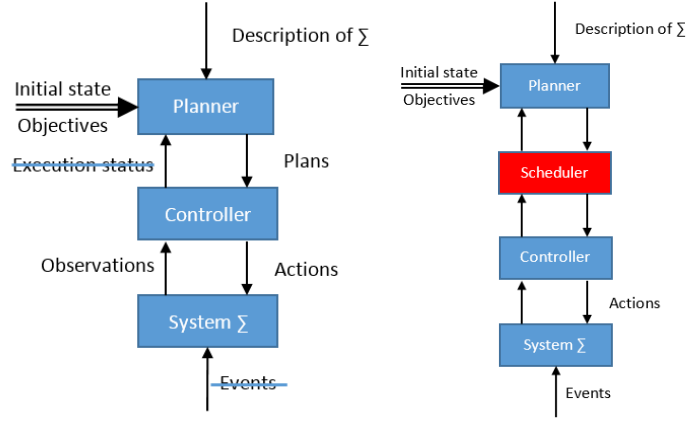 Description of ∑
Initial state
Objectives
Planner
Execution status
Plans
Controller
Observations
Actions
System ∑
Events
Description of ∑
Initial state
Objectives
Planner
Scheduler
Controller
Actions
System ∑
Events